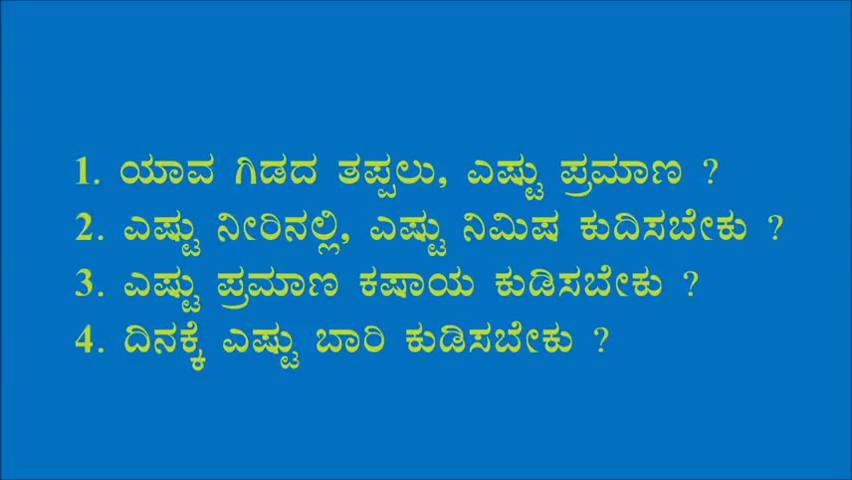 1. ಯಾವ ಗಿಡದ ತಪ್ಪಲು, ಎಷ್ಟು ಪ್ರಮಾಣ ?
2. ಎಷ್ಟು ನೀರಿನಲ್ಲಿ, ಎಷ್ಟು ನಿಮಿಷ ಕುದಿಸಬೇಕು ?
3. ಎಷ್ಟು ಪ್ರಮಾಣ ಕಷಾಯ ಕುಡಿಸಬೇಕು ?
4. ದಿನಕ್ಕೆ ಎಷ್ಟು ಬಾರಿ ಕುಡಿಸಬೇಕು ?